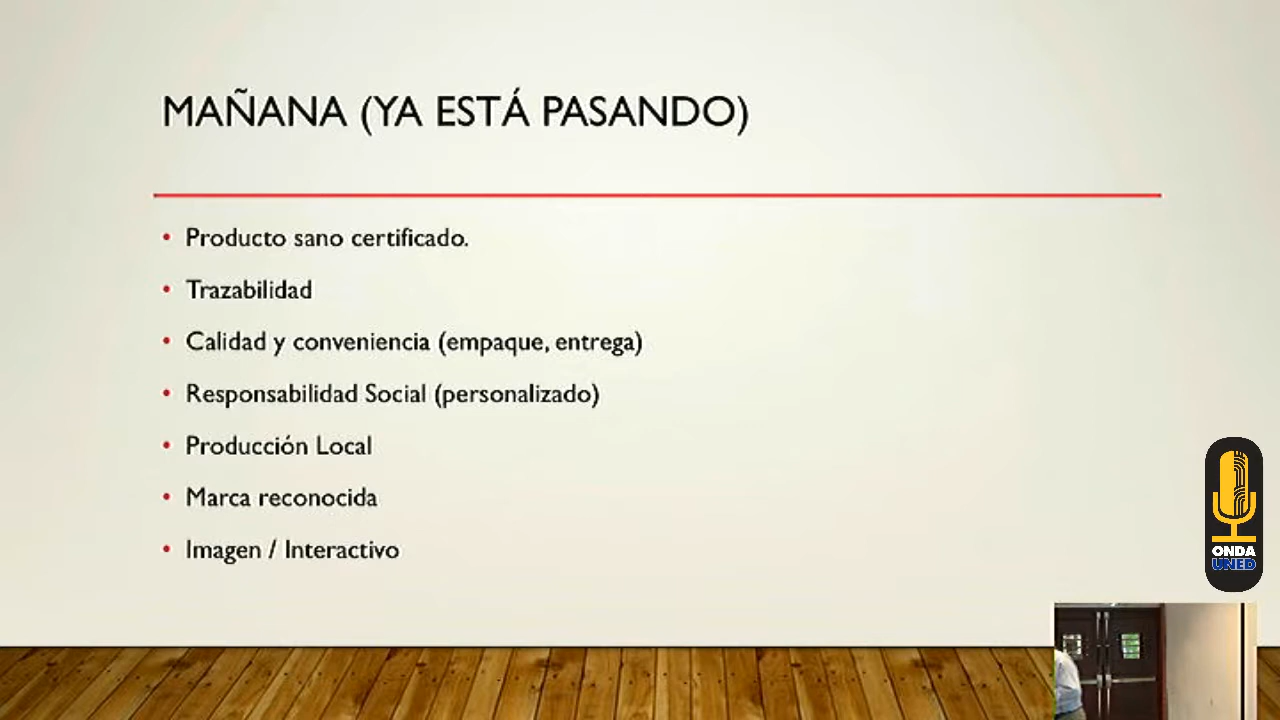 MAÑANA (YA ESTÁ PASANDO)
• Producto sano certificado.
• Trazabilidad
• Calidad y conveniencia (empaque, entrega)
• Responsabilidad Social (personalizado)
• Producción Local
• Marca reconocida
• Imagen / Interactivo
ONDA
UNED